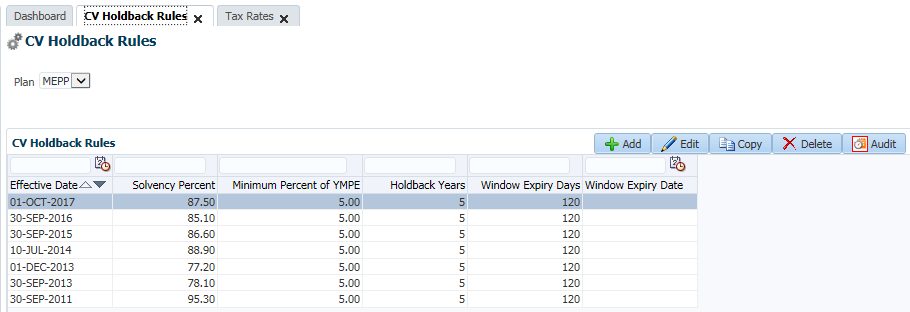 Dashboard CV Holdback Rules Tax Rates
CV Holdback Rules
Plan MEPP
CV Holdback Rules Add Edit Copy Delete Audit
Effective Date Solvency Percent Minimum Percent of YMPE Holdback Years Window Expiry Days Window Expiry Date
01-OCT-2017 87.50 5.00 5 120
30-SEP-2016 85.10 5.00 5 120
30-SEP-2015 86.60 5.00 5 120
10-JUL-2014 88.90 5.00 5 120
01-DEC-2013 77.20 5.00 5 120
30-SEP-2013 78.10 5.00 5 120
30-SEP-2011 95.30 5.00 5 120